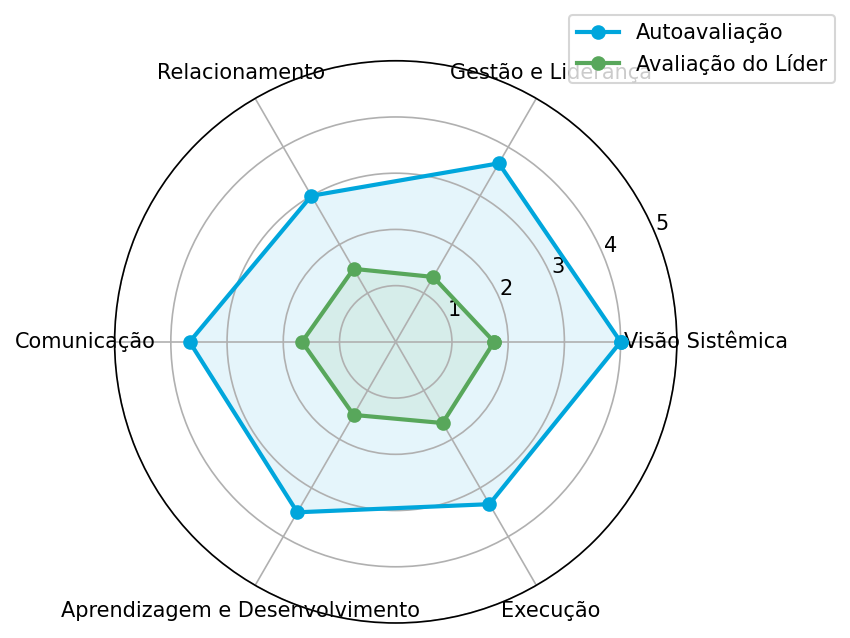 Autoavaliação
Avaliação do Líder
Relacionamento
Gestão e Liderança
5
4
3
2
1
Comunicação
Visão Sistêmica
Aprendizagem e Desenvolvimento
Execução